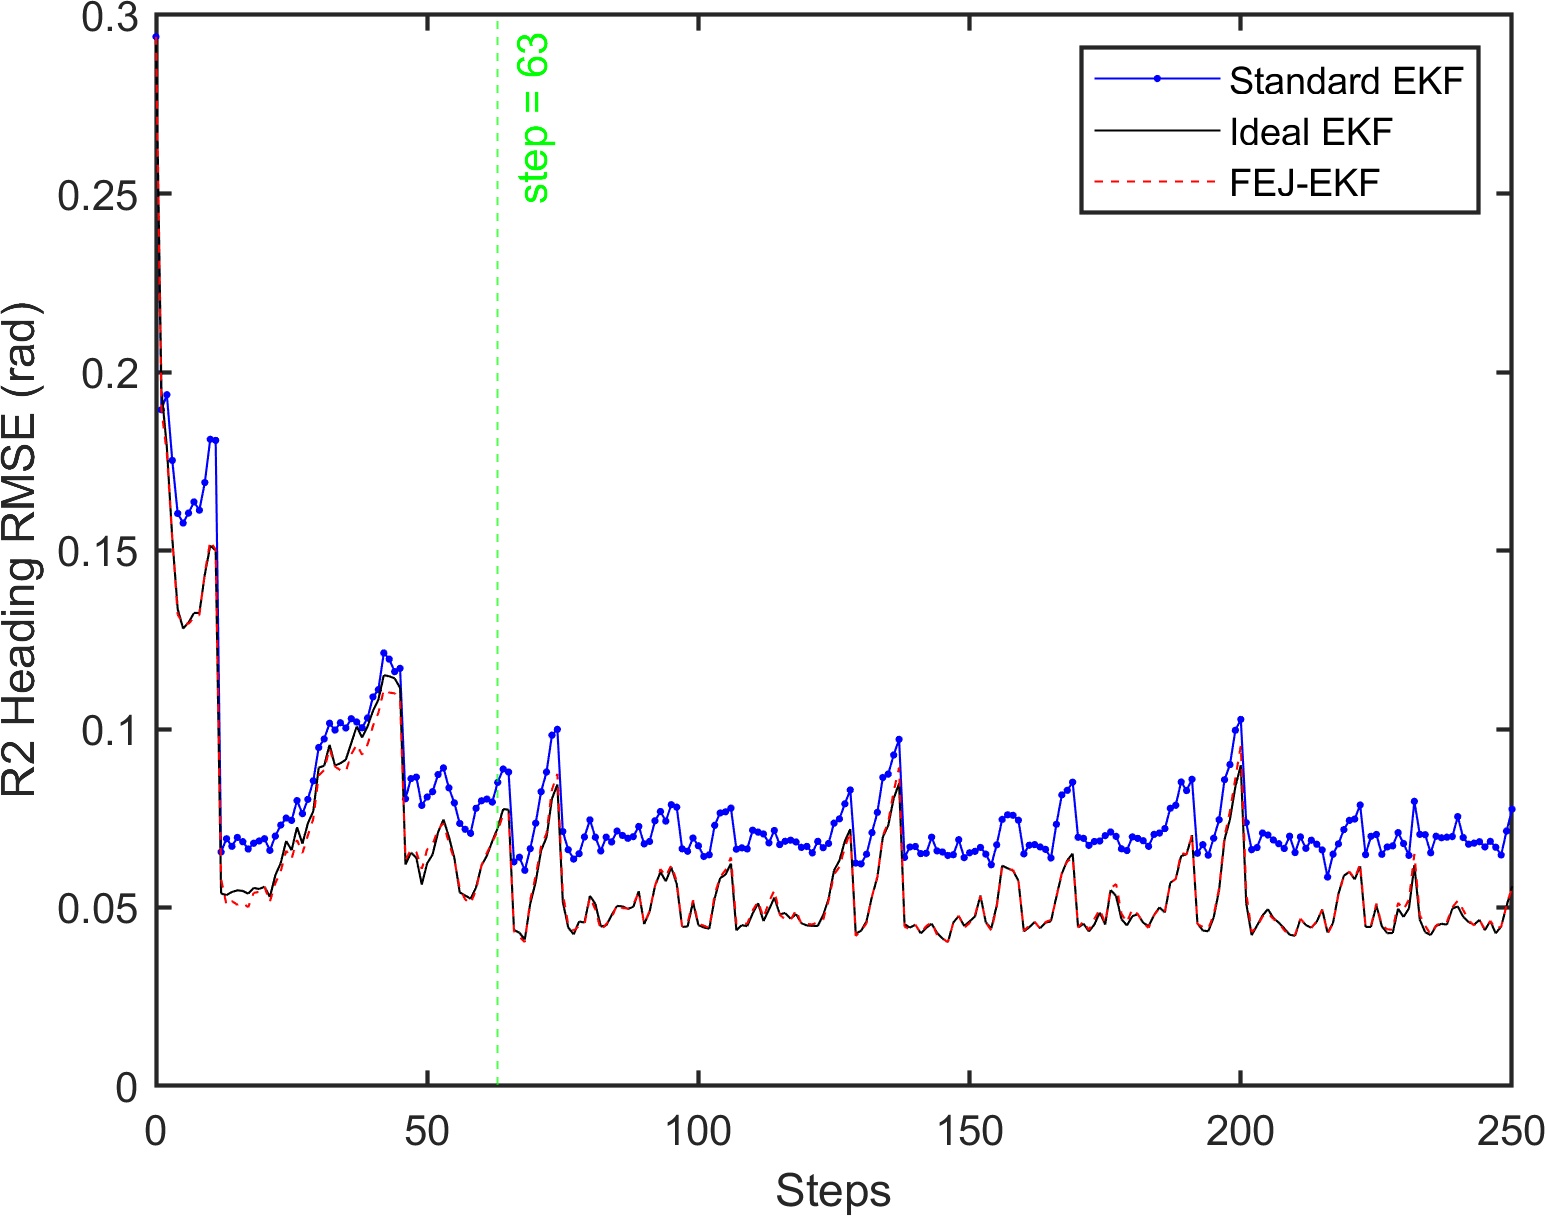 0.3
0.25
0.2
0.15
0.1
0.05
0
R2 Heading RMSE (rad)
step = 63
Standard EKF
Ideal EKF
FEJ-EKF
0
50
100
150
200
250
Steps